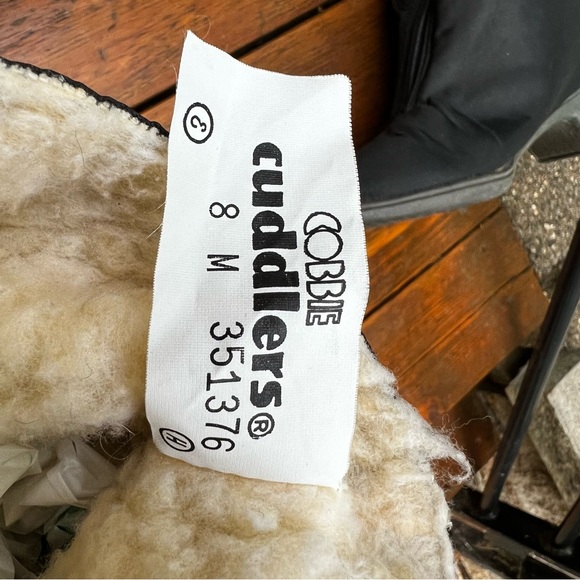 COBBIE
cuddlers®
8 M 351376
3
H